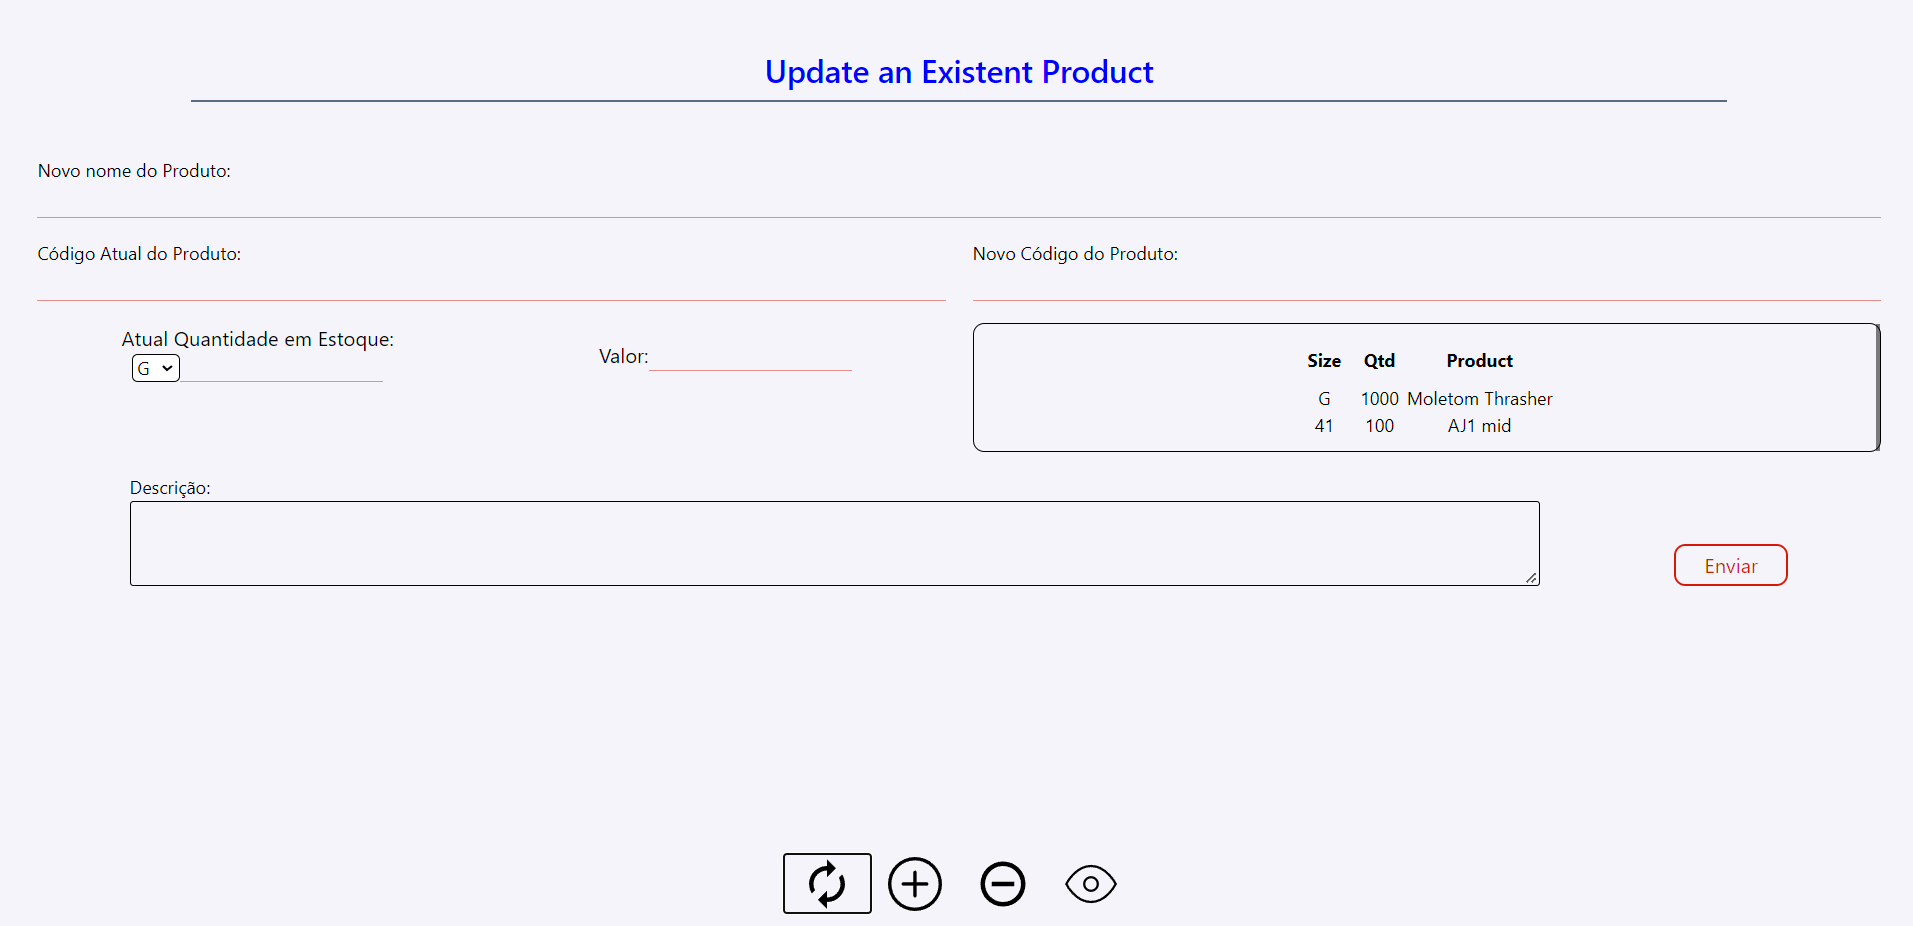 Update an Existent Product
Novo nome do Produto:
Código Atual do Produto:
Novo Código do Produto:
Atual Quantidade em Estoque:
G
Valor:
Size Qtd Product
G 1000 Moletom Thrasher
41 100 AJ1 mid
Descrição:
Enviar